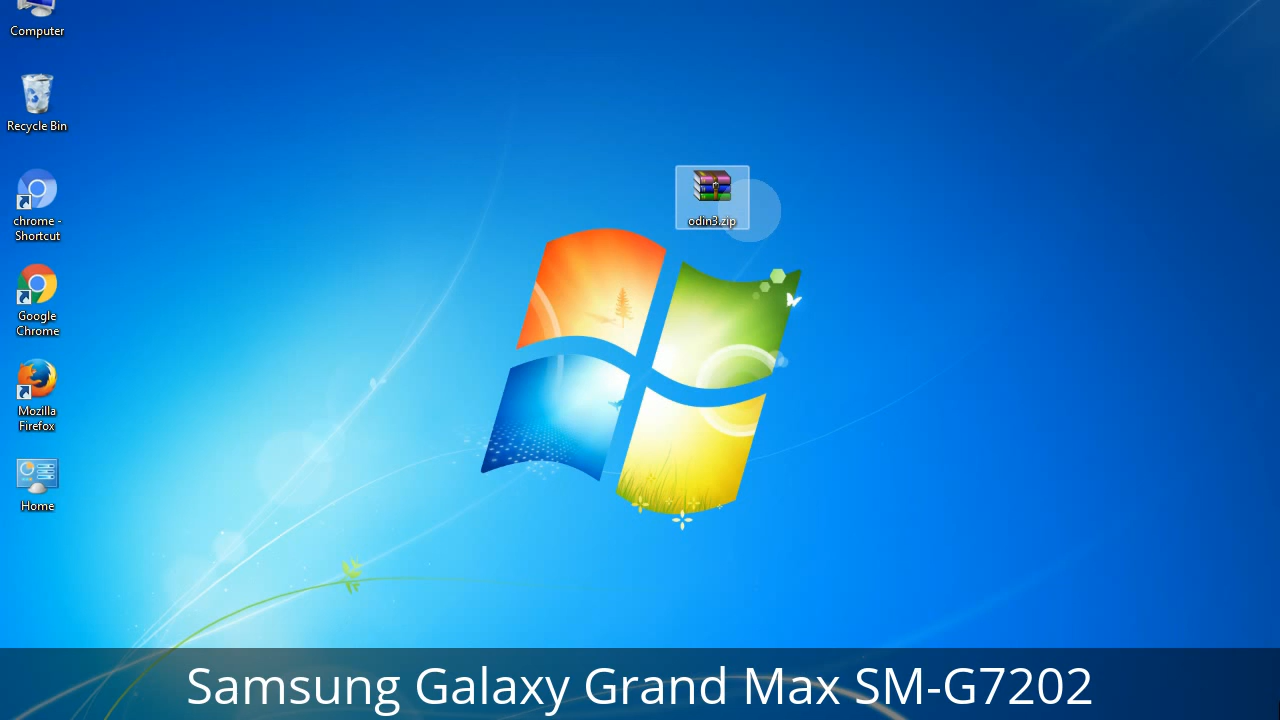 Computer
Recycle Bin
chrome -
Shortcut
Google
Chrome
Mozilla
Firefox
Home
odin3.zip
Samsung Galaxy Grand Max SM-G7202